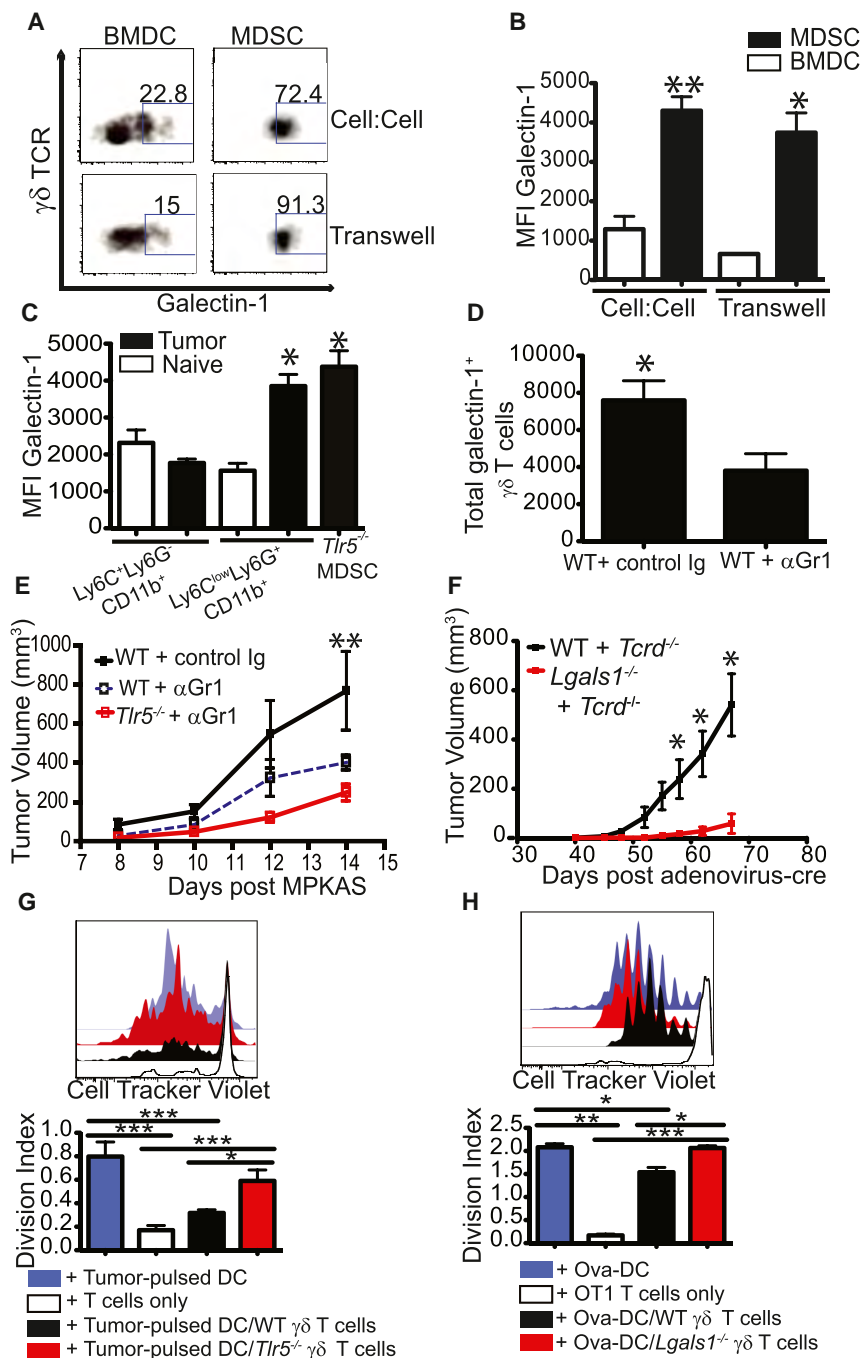 A
BMDC
MDSC
22.8
72.4
Cell:Cell
15
91.3
Transwell
γδ TCR
Galectin-1
B
MDSC
BMDC
MFI Galectin-1
5000
4000
3000
2000
1000
0
**
*
Cell:Cell
Transwell
C
Tumor
Naive
MFI Galectin-1
5000
4000
3000
2000
1000
0
*
*
Ly6C+Ly6G-
CD11b+
Ly6ClowLy6G+
CD11b+
Tlr5-/-
MDSC
D
Total galectin-1+
γδ T cells
10000
8000
6000
4000
2000
0
*
WT+ control Ig
WT + αGr1
E
Tumor Volume (mm3)
1000
800
600
400
200
0
WT + control Ig
WT + αGr1
Tlr5-/- + αGr1
**
7 8 9 10 11 12 13 14 15
Days post MPKAS
F
Tumor Volume (mm3)
800
600
400
200
0
WT + Tcrd-/-
Lgals1-/-
+ Tcrd-/-
*
*
*
30 40 50 60 70 80
Days post adenovirus-cre
G
Cell Tracker Violet
***
***
***
*
Division Index
1.0
0.8
0.6
0.4
0.2
0.0
+ Tumor-pulsed DC
+ T cells only
+ Tumor-pulsed DC/WT γδ T cells
+ Tumor-pulsed DC/Tlr5-/- γδ T cells
H
Cell Tracker Violet
*
**
*
***
Division Index
2.5
2.0
1.5
1.0
0.5
0.0
+ Ova-DC
+ OT1 T cells only
+ Ova-DC/WT γδ T cells
+ Ova-DC/Lgals1-/- γδ T cells